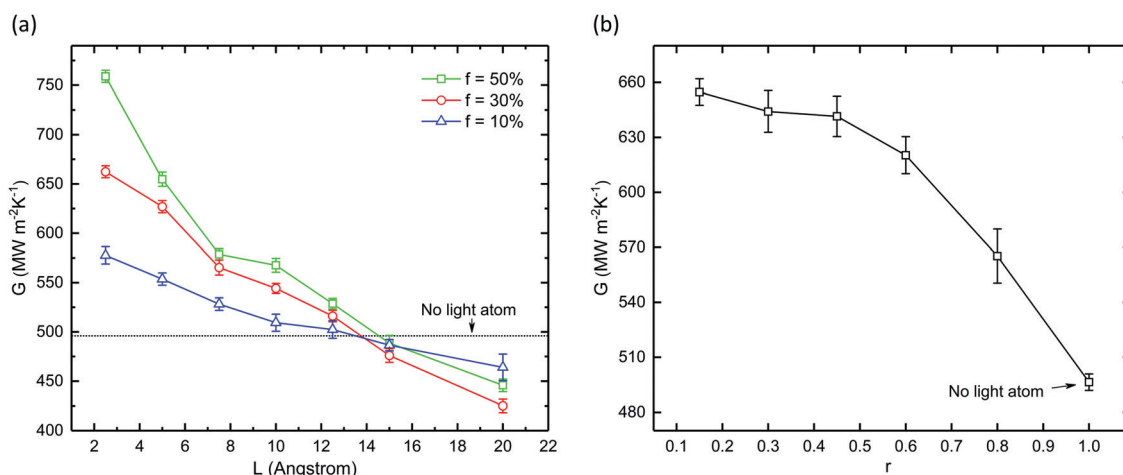 (a)
G (MW m-2K-1)
750
700
650
600
550
500
450
400
f = 50%
f = 30%
f = 10%
No light atom
2 4 6 8 10 12 14 16 18 20 22
L (Angstrom)
(b)
G (MW m-2K-1)
660
630
600
570
540
510
480
No light atom
0.1 0.2 0.3 0.4 0.5 0.6 0.7 0.8 0.9 1.0
r